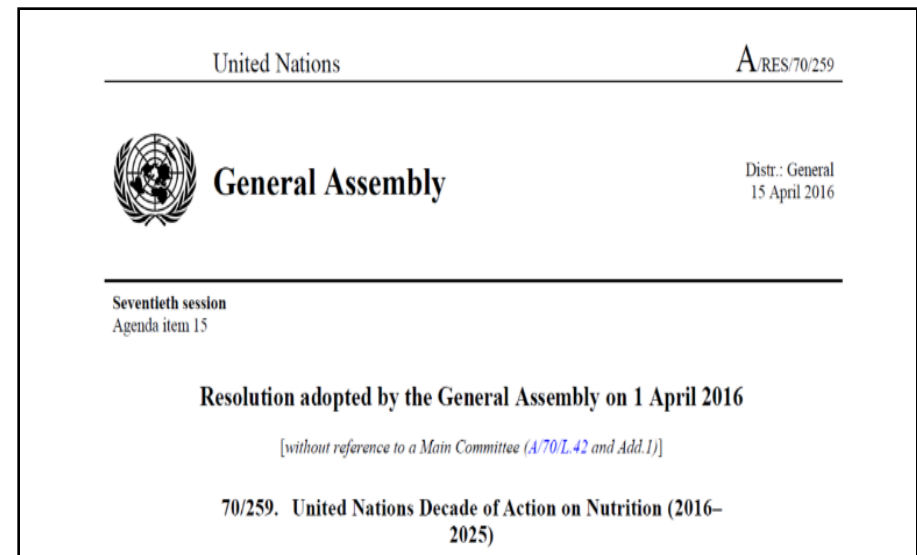 United Nations
A/RES/70/259
General Assembly
Distr.: General
15 April 2016
Seventieth session
Agenda item 15
Resolution adopted by the General Assembly on 1 April 2016
[without reference to a Main Committee (A/70/L.42 and Add.1)]
70/259. United Nations Decade of Action on Nutrition (2016–
2025)